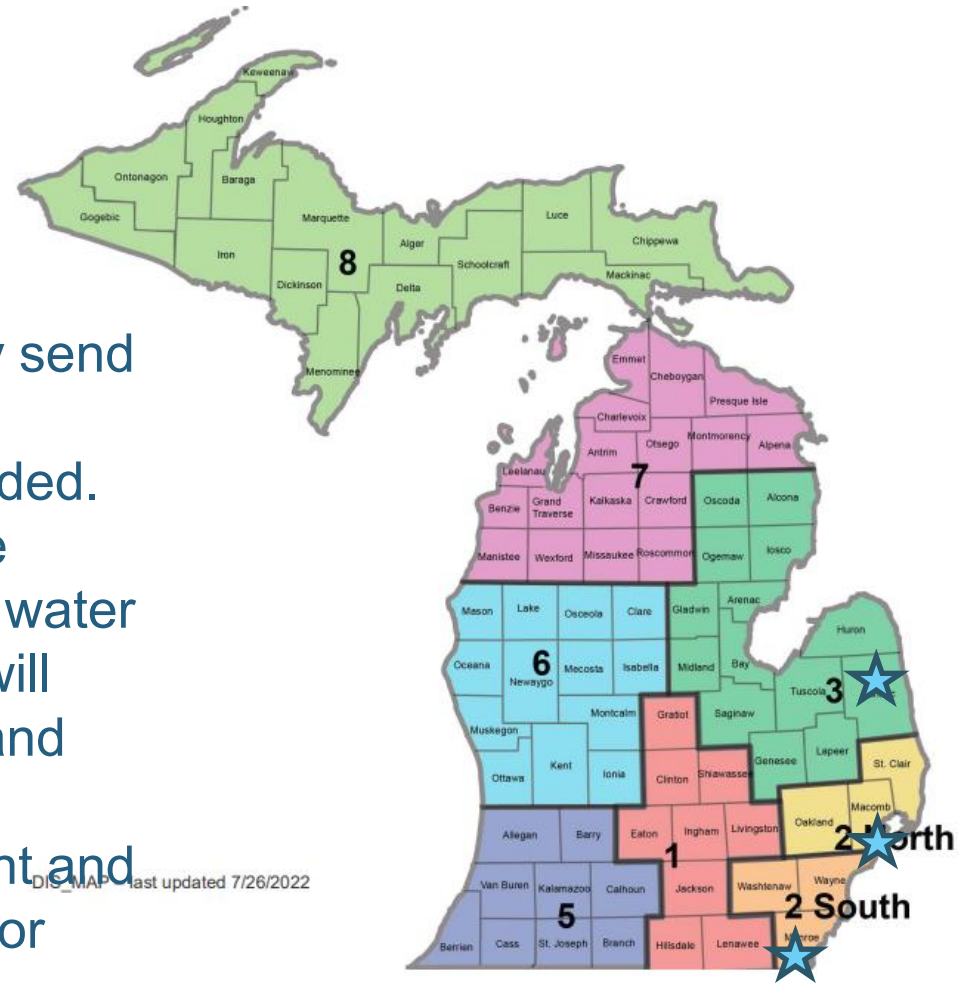 Keweenaw
Houghton
Ontonagon
Baraga
Gogebic
Marquette
Luce
Alger
Chippewa
Iron
8
Schoolcraft
Mackinac
Dickinson
Delta
Menominee
y send
ded.
e
water
will
and
nt and
or
DIS_MAP - last updated 7/26/2022
Emmet
Cheboygan
Presque Isle
Charlevoix
Antrim
Otsego
Montmorency
Alpena
7
Leelanau
Benzie
Grand
Traverse
Kalkaska
Crawford
Oscoda
Alcona
Manistee
Wexford
Missaukee
Roscommon
Ogemaw
Iosco
Mason
Lake
Osceola
Clare
Gladwin
Arenac
Huron
Oceana
6
Newaygo
Mecosta
Isabella
Midland
Bay
Tuscola
3
Montcalm
Gratiot
Saginaw
Muskegon
Genesee
Lapeer
St. Clair
Ottawa
Kent
Ionia
Clinton
Shiawassee
Macomb
Oakland
2 North
Allegan
Barry
Eaton
Ingham
Livingston
1
Van Buren
Kalamazoo
Calhoun
Jackson
Washtenaw
Wayne
2 South
5
Berrien
Cass
St. Joseph
Branch
Hillsdale
Lenawee
Monroe